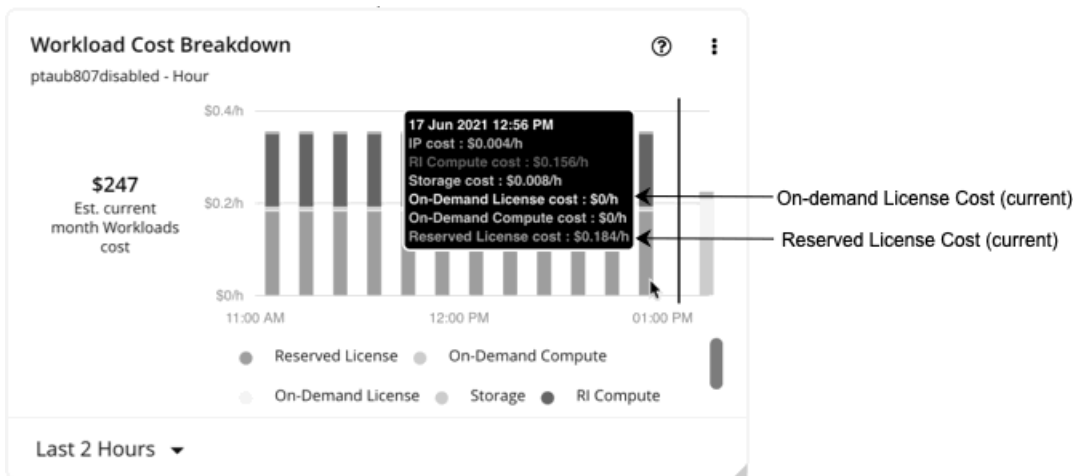 Workload Cost Breakdown
ptaub807disabled - Hour
$0.4/h
$0.2/h
$0/h
$247
Est. current
month Workloads
cost
17 Jun 2021 12:56 PM
IP cost : $0.004/h
RI Compute cost : $0.156/h
Storage cost : $0.008/h
On-Demand License cost : $0/h
On-Demand Compute cost : $0/h
Reserved License cost : $0.184/h
On-demand License Cost (current)
Reserved License Cost (current)
11:00 AM 12:00 PM 01:00 PM
Reserved License On-Demand Compute
On-Demand License Storage RI Compute
Last 2 Hours